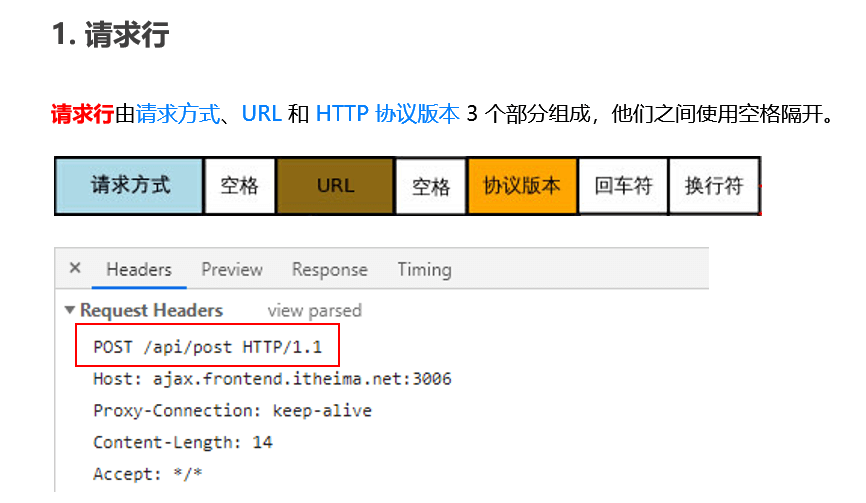 1. 请求行
请求行由请求方式、URL 和 HTTP 协议版本 3 个部分组成，他们之间使用空格隔开。
请求方式 空格 URL 空格 协议版本 回车符 换行符
× Headers Preview Response Timing
▼ Request Headers view parsed
POST /api/post HTTP/1.1
Host: ajax.frontend.itheima.net:3006
Proxy-Connection: keep-alive
Content-Length: 14
Accept: */*